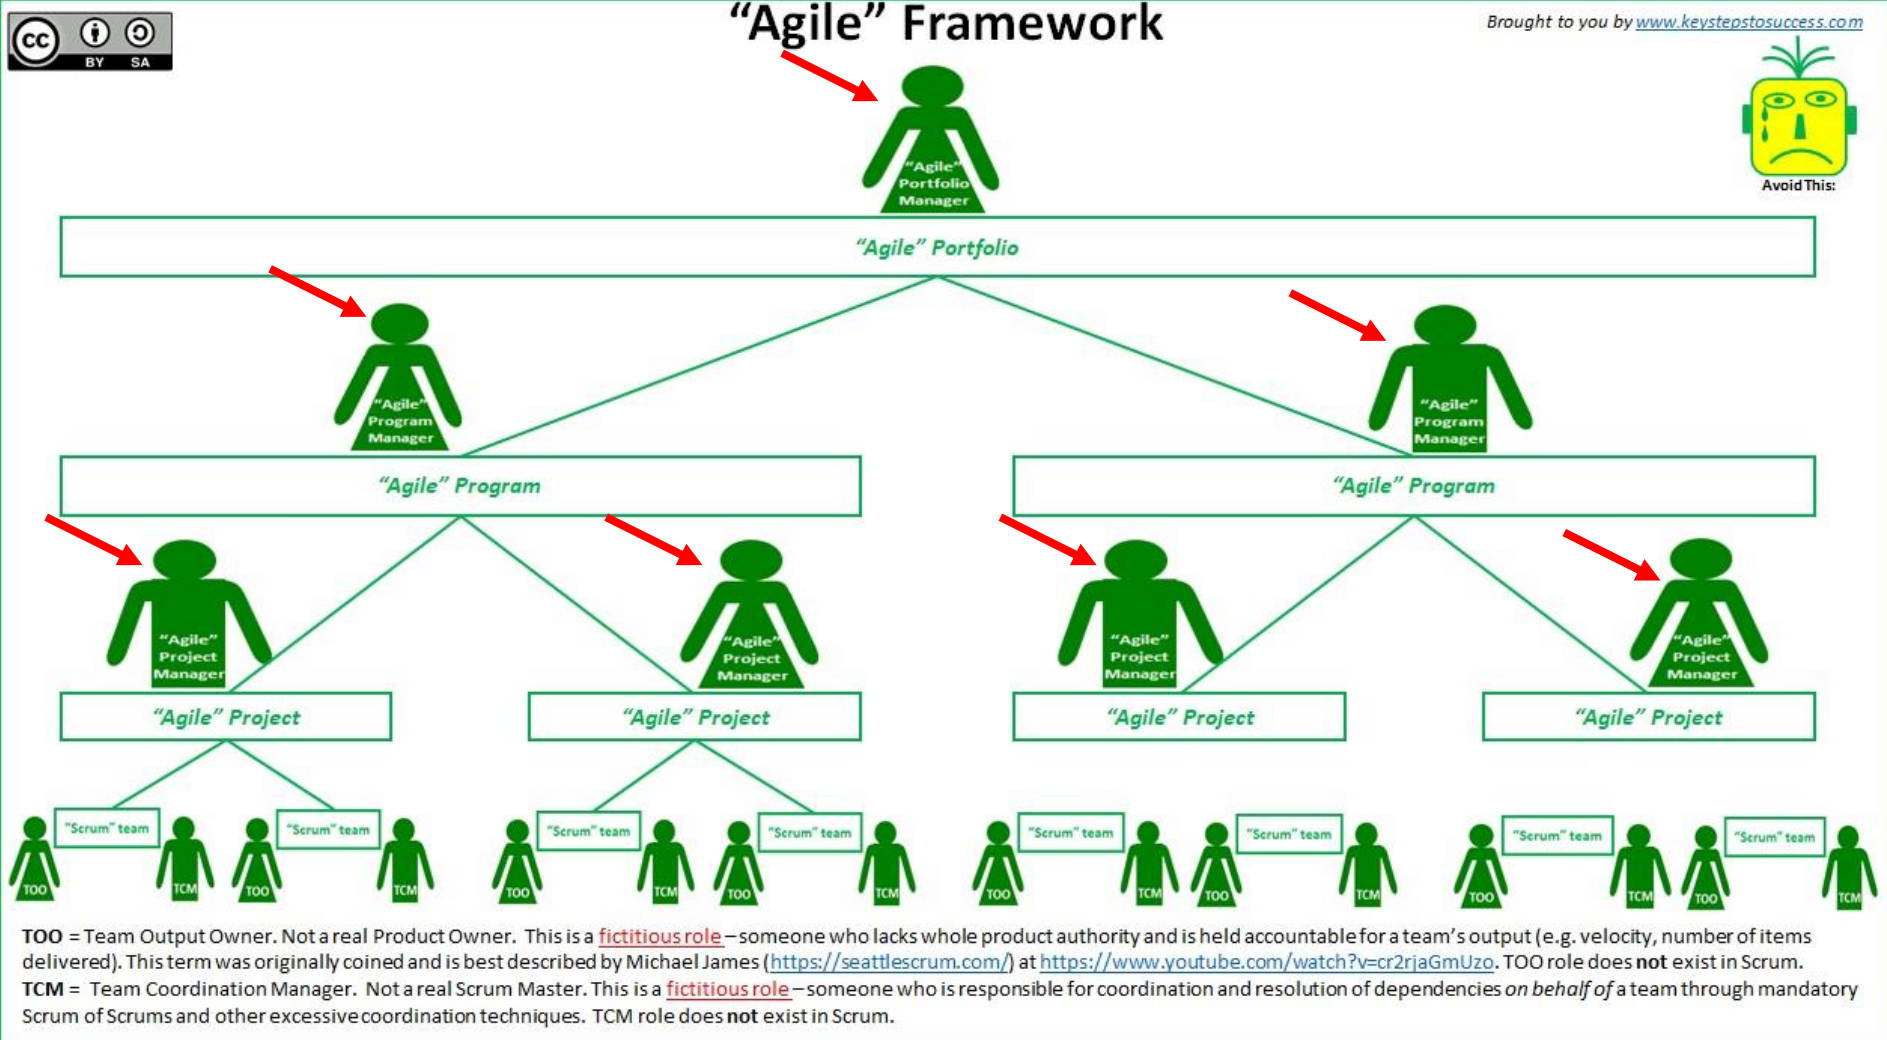 “Agile” Framework
Brought to you by www.keystepstosuccess.com
cc
BY SA
Avoid This:
“Agile”
Portfolio
Manager
“Agile” Portfolio
“Agile”
Program
Manager
“Agile”
Program
Manager
“Agile” Program
“Agile” Program
“Agile”
Project
Manager
“Agile”
Project
Manager
“Agile”
Project
Manager
“Agile”
Project
Manager
“Agile” Project
“Agile” Project
“Agile” Project
“Agile” Project
“Scrum” team
“Scrum” team
“Scrum” team
“Scrum” team
“Scrum” team
“Scrum” team
“Scrum” team
“Scrum” team
TOO
TCM
TOO
TCM
TOO
TCM
TOO
TCM
TOO
TCM
TOO
TCM
TOO
TCM
TOO
TCM
TOO = Team Output Owner. Not a real Product Owner. This is a fictitious role – someone who lacks whole product authority and is held accountable for a team’s output (e.g. velocity, number of items
delivered). This term was originally coined and is best described by Michael James (https://seattlescrum.com/) at https://www.youtube.com/watch?v=cr2rjaGmUzo. TOO role does not exist in Scrum.
TCM = Team Coordination Manager. Not a real Scrum Master. This is a fictitious role – someone who is responsible for coordination and resolution of dependencies on behalf of a team through mandatory
Scrum of Scrums and other excessive coordination techniques. TCM role does not exist in Scrum.